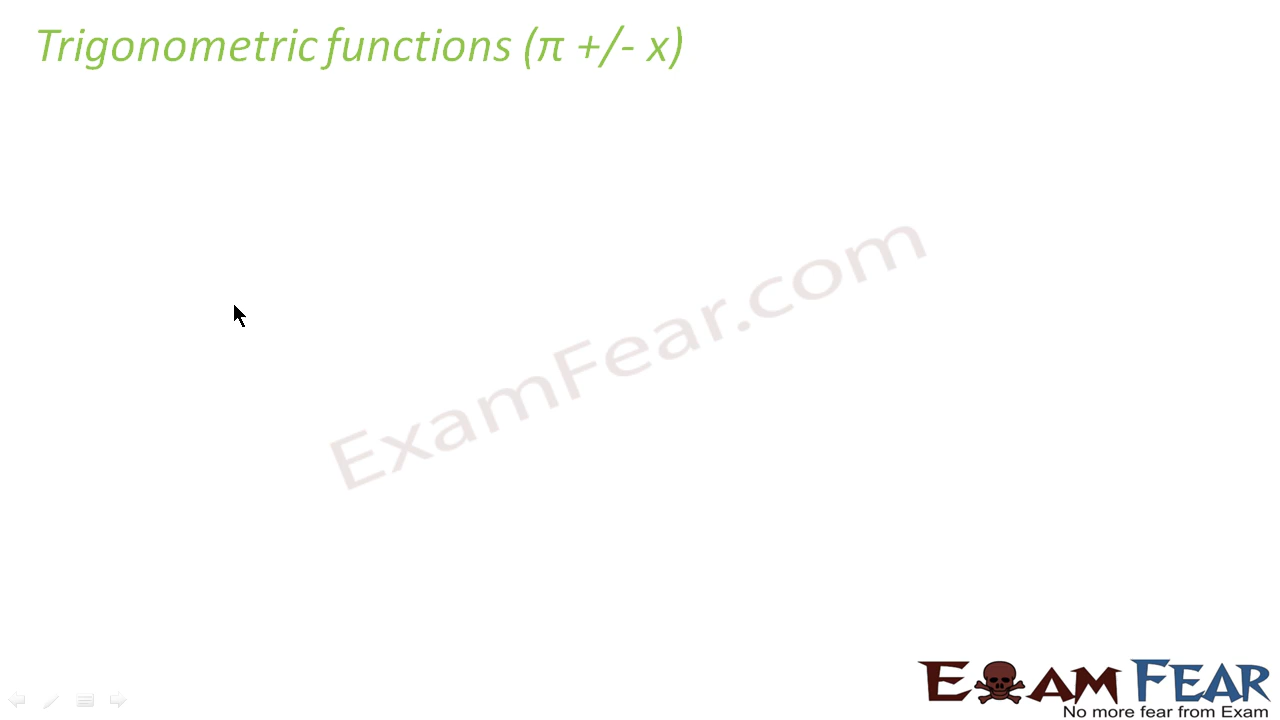 Trigonometric functions (π +/- x)
ExamFear.com
EXAM FEAR
No more fear from Exam